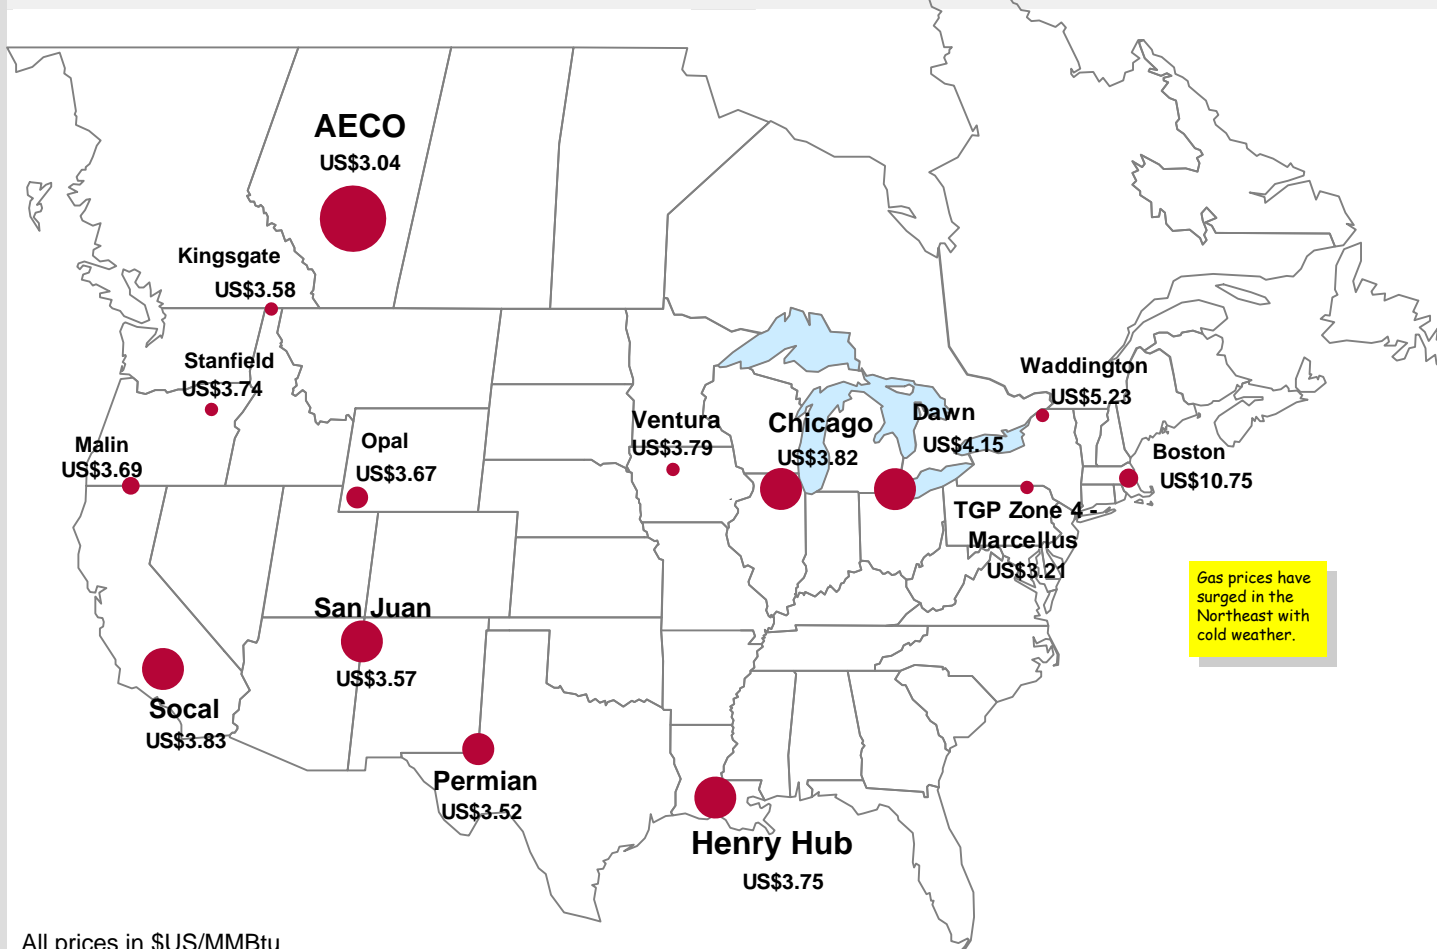 AECO
US$3.04
Kingsgate
US$3.58
Stanfield
US$3.74
Malin
US$3.69
Opal
US$3.67
Ventura
US$3.79
Chicago
US$3.82
Dawn
US$4.15
Waddington
US$5.23
Boston
US$10.75
TGP Zone 4 -
Marcellus
US$3.21
Gas prices have
surged in the
Northeast with
cold weather.
San Juan
US$3.57
Socal
US$3.83
Permian
US$3.52
Henry Hub
US$3.75
All prices in $US/MMBtu